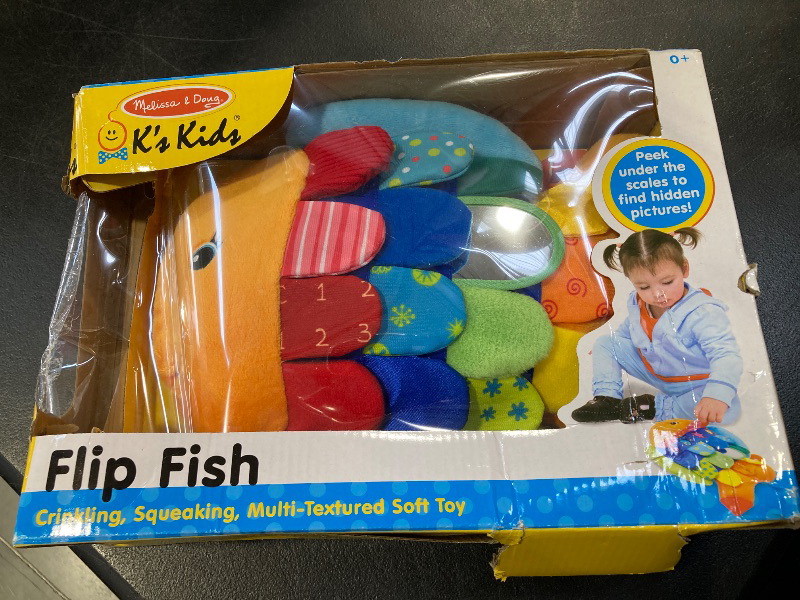 Melissa & Doug
K's Kids®
0+
Peek
under the
scales to
find hidden
pictures!
1 2
2 3
Flip Fish
Crinkling, Squeaking, Multi-Textured Soft Toy